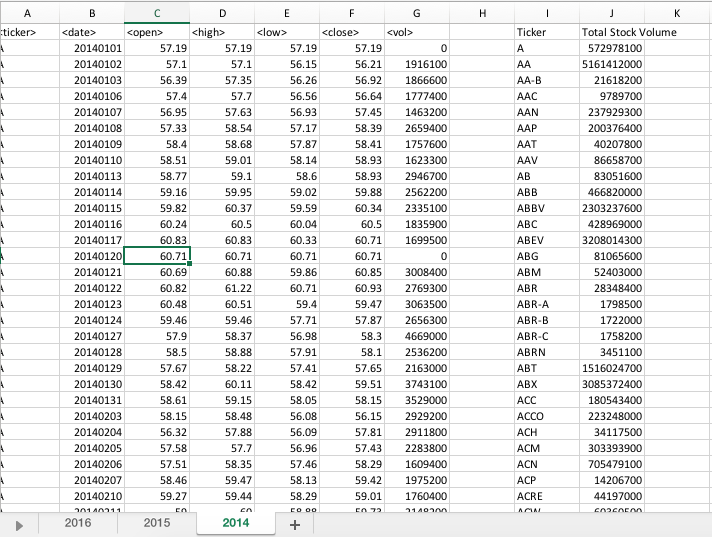 A B C D E F G H I J K
<ticker> <date> <open> <high> <low> <close> <vol> Ticker Total Stock Volume
A 20140101 57.19 57.19 57.19 57.19 0 A 572978100
A 20140102 57.1 57.1 56.15 56.21 1916100 AA 5161412000
A 20140103 56.39 57.35 56.26 56.92 1866600 AA-B 21618200
A 20140106 57.4 57.7 56.56 56.64 1777400 AAC 9789700
A 20140107 56.95 57.63 56.93 57.45 1463200 AAN 237929300
A 20140108 57.33 58.54 57.17 58.39 2659400 AAP 200376400
A 20140109 58.4 58.68 57.87 58.41 1757600 AAT 40207800
A 20140110 58.51 59.01 58.14 58.93 1623300 AAV 86658700
A 20140113 58.77 59.1 58.6 58.93 2946700 AB 83051600
A 20140114 59.16 59.95 59.02 59.88 2562200 ABB 466820000
A 20140115 59.82 60.37 59.59 60.34 2335100 ABBV 2303237600
A 20140116 60.24 60.5 60.04 60.5 1835900 ABC 428969000
A 20140117 60.83 60.83 60.33 60.71 1699500 ABEV 3208014300
A 20140120 60.71 60.71 60.71 60.71 0 ABG 81065600
A 20140121 60.69 60.88 59.86 60.85 3008400 ABM 52403000
A 20140122 60.82 61.22 60.71 60.93 2769300 ABR 28348400
A 20140123 60.48 60.51 59.4 59.47 3063500 ABR-A 1798500
A 20140124 59.46 59.46 57.71 57.87 2656300 ABR-B 1722000
A 20140127 57.9 58.37 56.98 58.3 4669000 ABR-C 1758200
A 20140128 58.5 58.88 57.91 58.1 2536200 ABRN 3451100
A 20140129 57.67 58.22 57.41 57.65 2163000 ABT 1516024700
A 20140130 58.42 60.11 58.42 59.51 3743100 ABX 3085372400
A 20140131 58.61 59.15 58.05 58.15 3529000 ACC 180543400
A 20140203 58.15 58.48 56.08 56.15 2929200 ACCO 223248000
A 20140204 56.32 57.88 56.09 57.81 2911800 ACH 34117500
A 20140205 57.58 57.7 56.96 57.43 2283800 ACM 303393900
A 20140206 57.51 58.35 57.46 58.29 1609400 ACN 705479100
A 20140207 58.46 59.47 58.13 59.42 1975200 ACP 14206700
A 20140210 59.27 59.44 58.29 59.01 1760400 ACRE 44197000
2016 2015 2014